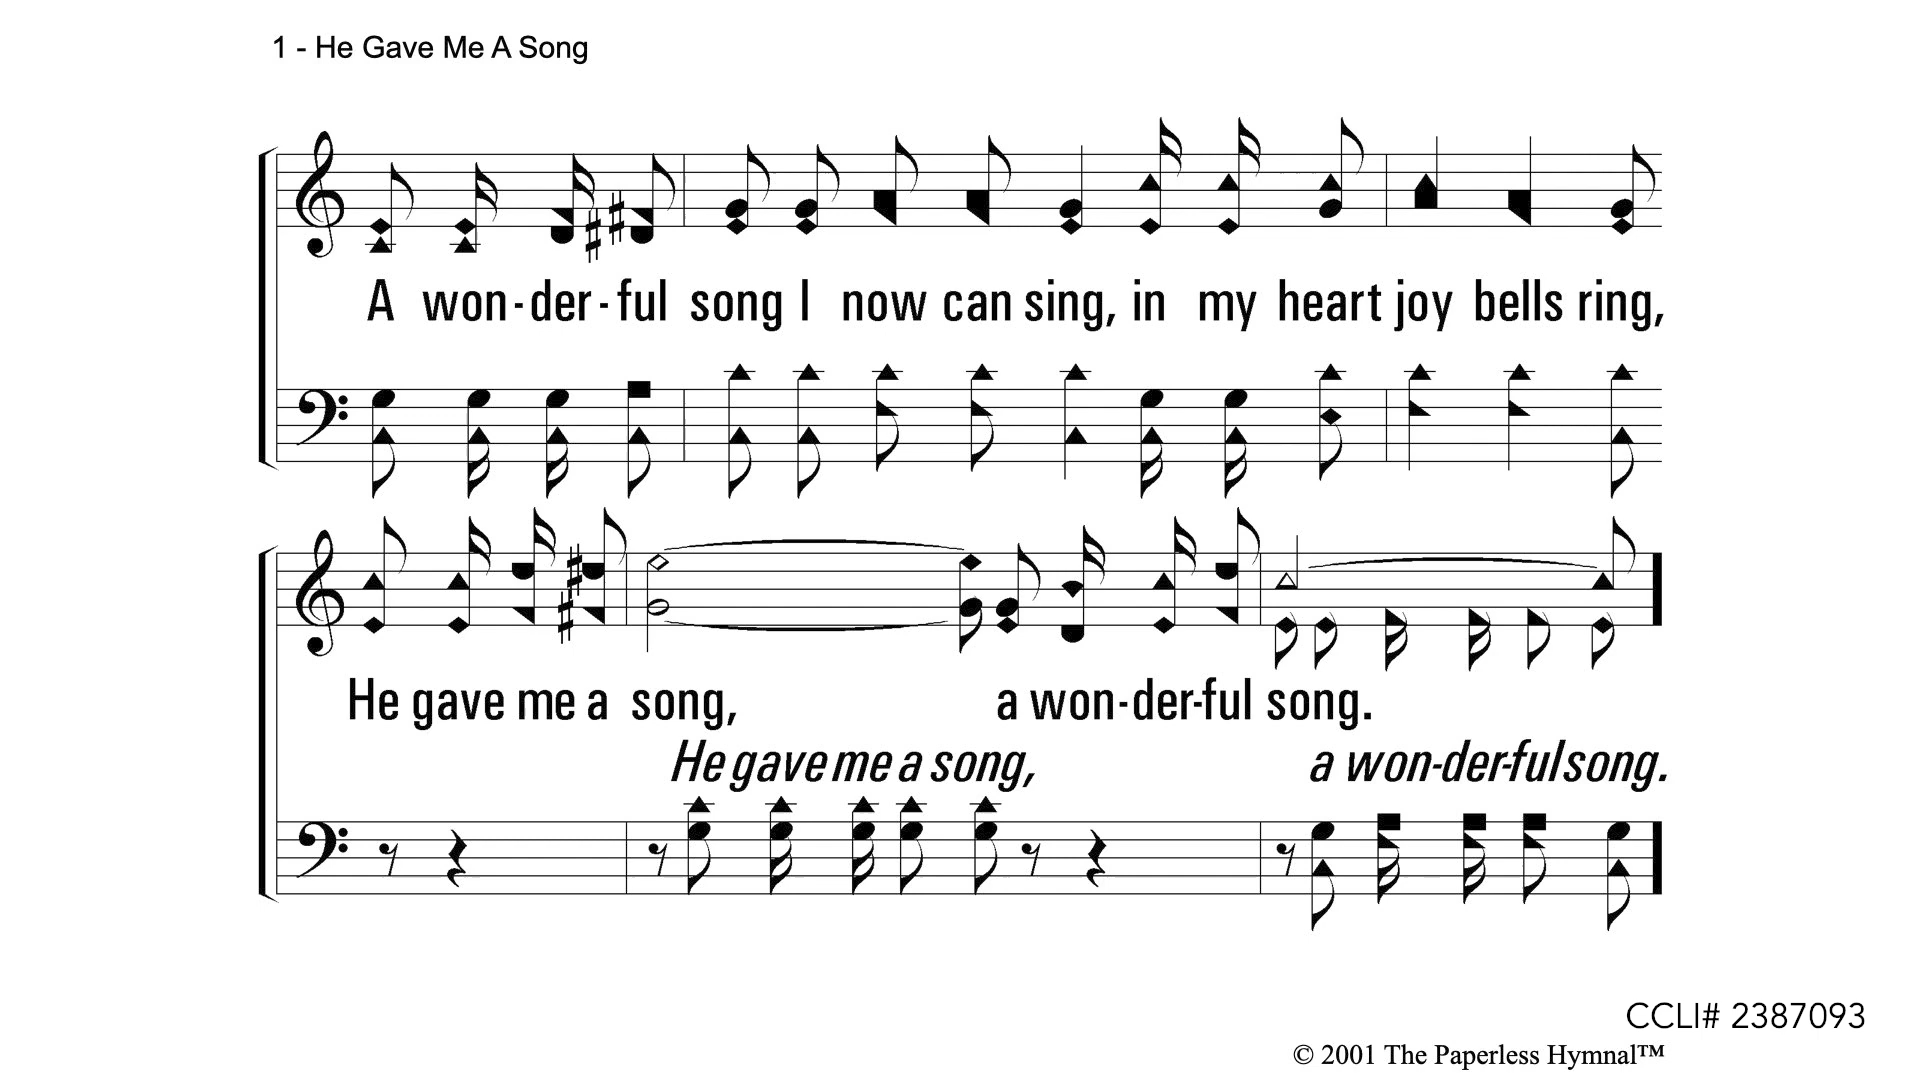 1 - He Gave Me A Song
A won-der-ful song I now can sing, in my heart joy bells ring,
He gave me a song, a won-der-ful song.
He gave me a song, a won-der-ful song.
CCLI# 2387093
© 2001 The Paperless Hymnal™